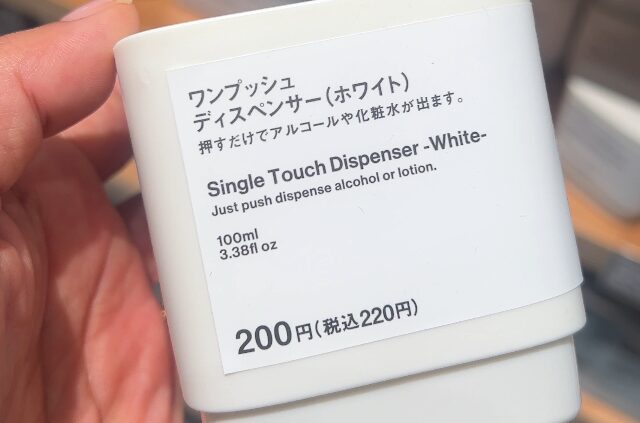 ワンプッシュ
ディスペンサー(ホワイト)
押すだけでアルコールや化粧水が出ます。
Single Touch Dispenser -White-
Just push dispense alcohol or lotion.
100ml
3.38fl oz
200円(税込220円)